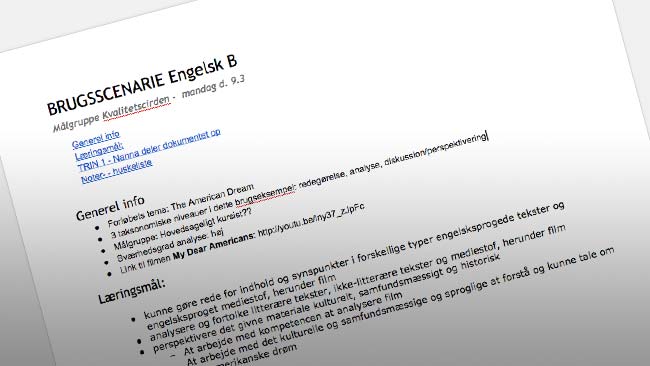 BRUGSSCENARIE Engelsk B
Målgruppe Kvalitetscirden - mandag d. 9.3
Generel info
Læringsmål:
TRIN 1 - Nanna deler dokumentet op
Noter- - huskeliste
Generel info
Forløbets tema: The American Dream
3 taksonomiske niveauer i dette brugseksempel: redegørelse, analyse, diskussion/perspektivering
Målgruppe: Hovedsageligt kursist??
Sværhedsgrad analyse: høj
Link til filmen My Dear Americans: http://youtu.be/Iny37_zJpFc
Læringsmål:
kunne gøre rede for indhold og synspunkter i forskellige typer engelsksprogede tekster og
engelsksproget mediestof, herunder film
analysere og fortolke litterære tekster, ikke-litterære tekster og mediestof, herunder film
perspektivere det givne materiale kulturelt, samfundsmæssigt og historisk
– At arbejde med kompetencen at analysere film
At arbejde med det kulturelle og samfundsmæssige og sproglige at forstå og kunne tale om
amerikanske drøm